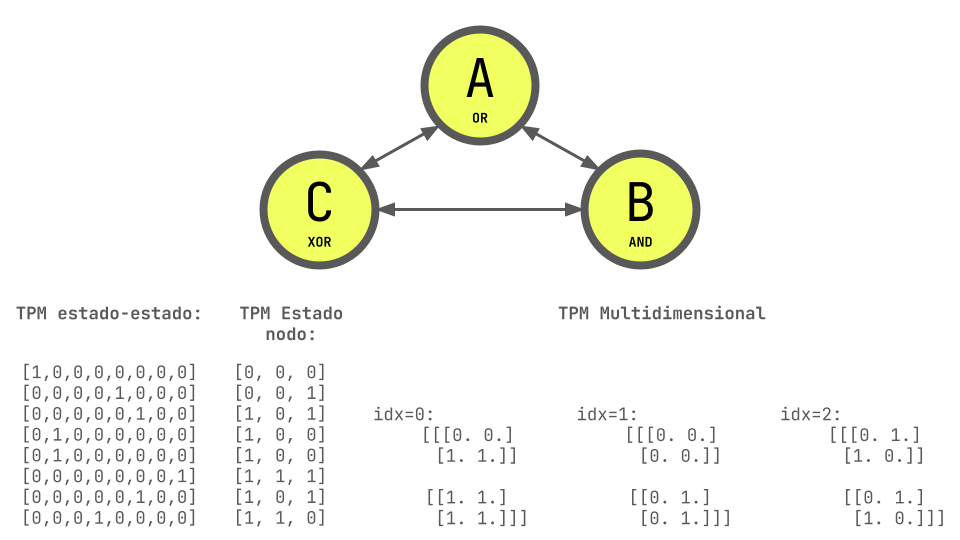 A
OR
C
XOR
B
AND
TPM estado-estado:
[1,0,0,0,0,0,0,0]
[0,0,0,0,1,0,0,0]
[0,0,0,0,0,1,0,0]
[0,1,0,0,0,0,0,0]
[0,1,0,0,0,0,0,0]
[0,0,0,0,0,0,0,1]
[0,0,0,0,0,1,0,0]
[0,0,0,1,0,0,0,0]
TPM Estado
nodo:
[0, 0, 0]
[0, 0, 1]
[1, 0, 1]
[1, 0, 0]
[1, 0, 0]
[1, 1, 1]
[1, 0, 1]
[1, 1, 0]
TPM Multidimensional
idx=0:
[[[0. 0.]
[1. 1.]]
[[1. 1.]
[1. 1.]]]
idx=1:
[[[0. 0.]
[0. 0.]]
[[0. 1.]
[0. 1.]]]
idx=2:
[[[0. 1.]
[1. 0.]]
[[0. 1.]
[1. 0.]]]